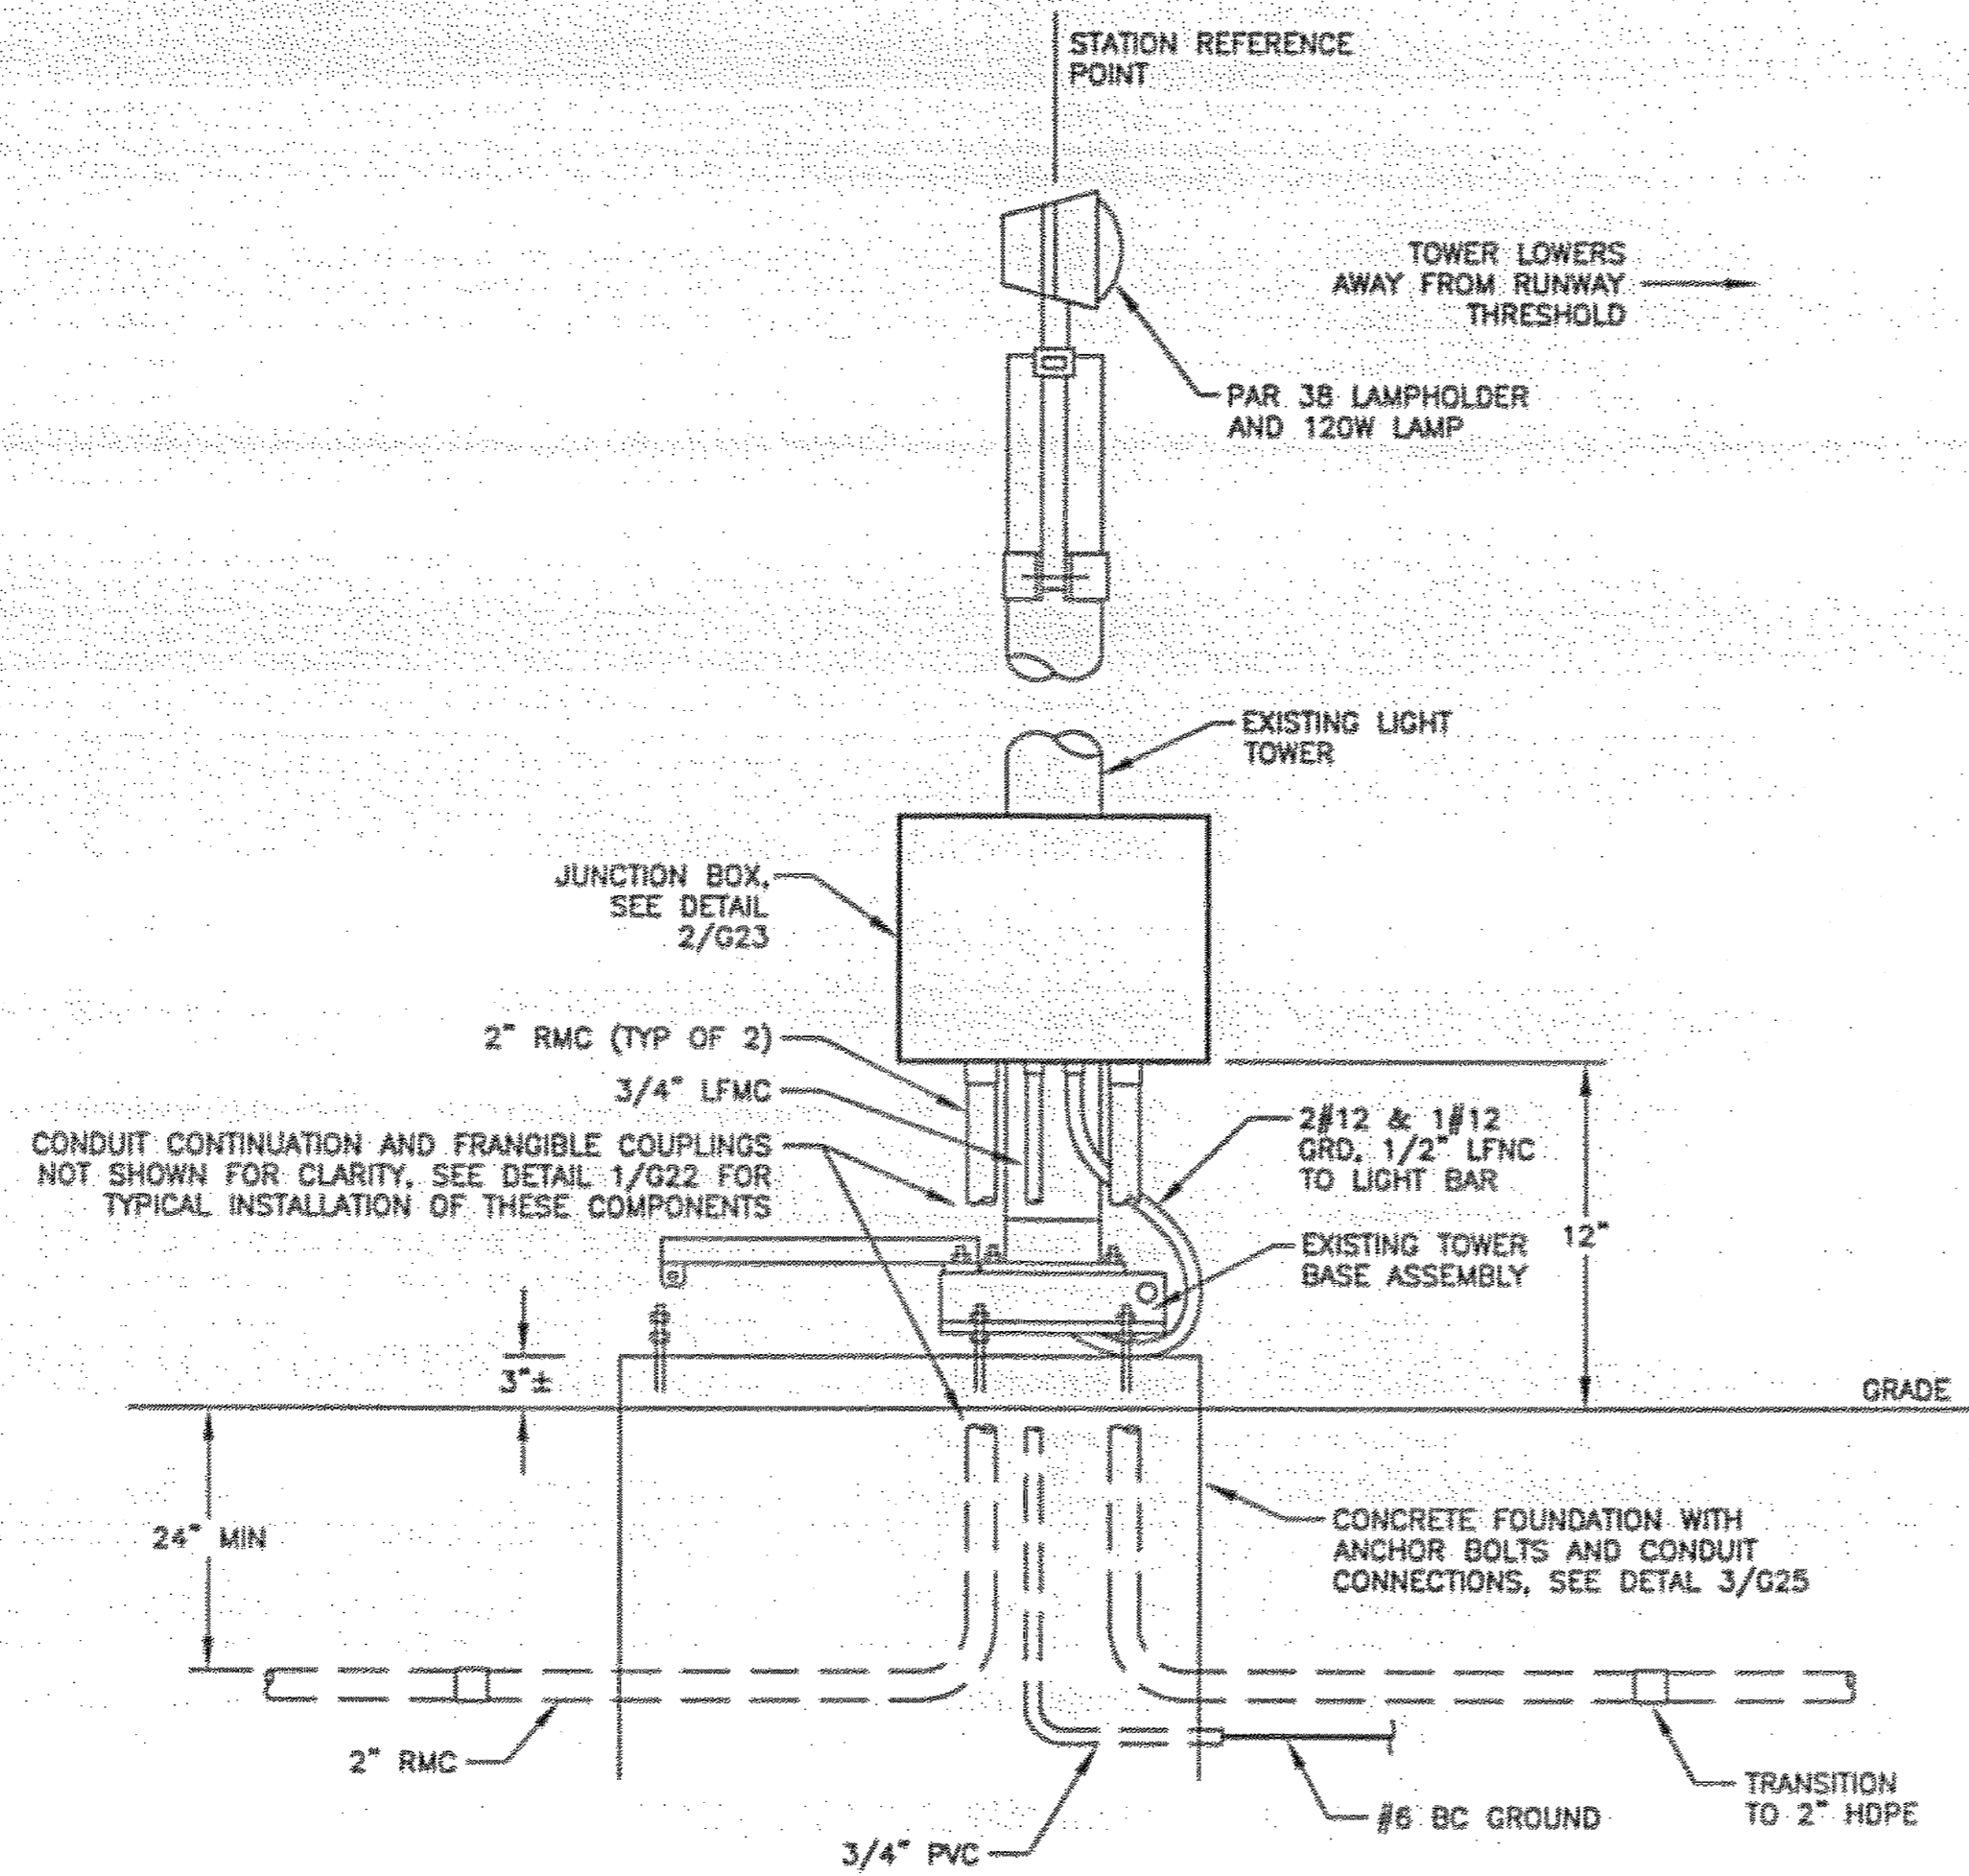 STATION REFERENCE
POINT
TOWER LOWERS
AWAY FROM RUNWAY
THRESHOLD
PAR 38 LAMPHOLDER
AND 120W LAMP
EXISTING LIGHT
TOWER
JUNCTION BOX,
SEE DETAIL
2/G23
2" RMC (TYP OF 2)
3/4" LFMC
CONDUIT CONTINUATION AND FRANGIBLE COUPLINGS
NOT SHOWN FOR CLARITY, SEE DETAIL 1/G22 FOR
TYPICAL INSTALLATION OF THESE COMPONENTS
2#12 & 1#12
GRD, 1/2" LFNC
TO LIGHT BAR
12"
EXISTING TOWER
BASE ASSEMBLY
3"±
GRADE
24" MIN
CONCRETE FOUNDATION WITH
ANCHOR BOLTS AND CONDUIT
CONNECTIONS, SEE DETAL 3/G25
2" RMC
3/4" PVC
#6 BC GROUND
TRANSITION
TO 2" HDPE